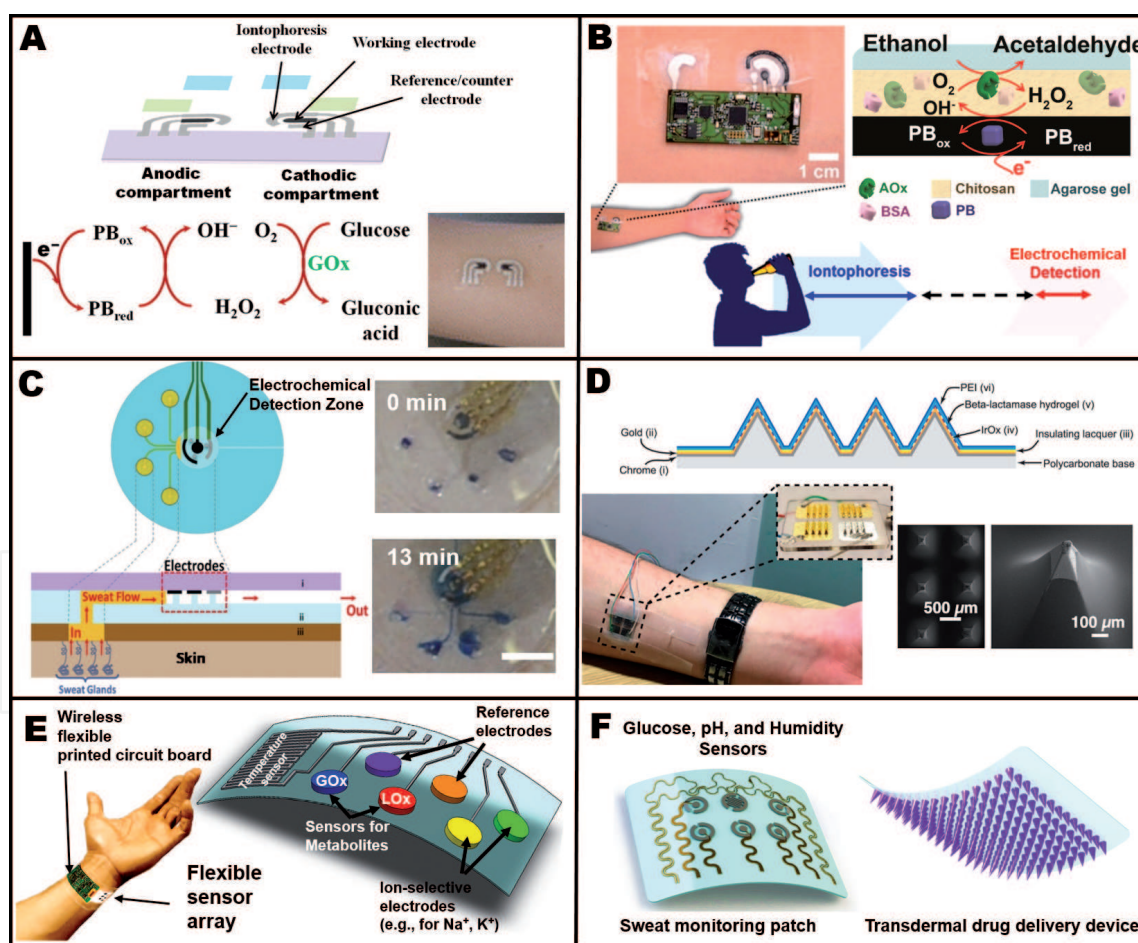 A
Iontophoresis
electrode
Working electrode
Reference/counter
electrode
Anodic
compartment
Cathodic
compartment
e⁻
PBox
PBred
OH⁻
H₂O₂
O₂
GOx
Glucose
Gluconic
acid
B
1 cm
Ethanol
Acetaldehyde
O₂
OH⁻
H₂O₂
PBox
PBred
e⁻
AOx
Chitosan
Agarose gel
BSA
PB
Iontophoresis
Electrochemical
Detection
C
Electrochemical
Detection Zone
0 min
13 min
Electrodes
Sweat Flow
i
ii
iii
Out
In
Skin
Sweat Glands
D
PEI (vi)
Beta-lactamase hydrogel (v)
IrOx (iv)
Insulating lacquer (iii)
Gold (ii)
Chrome (i)
Polycarbonate base
500 µm
100 µm
E
Wireless
flexible
printed circuit board
Flexible
sensor
array
Temperature
sensor
Reference
electrodes
GOx
LOx
Sensors for
Metabolites
Ion-selective
electrodes
(e.g., for Na⁺, K⁺)
F
Glucose, pH, and Humidity
Sensors
Sweat monitoring patch
Transdermal drug delivery device